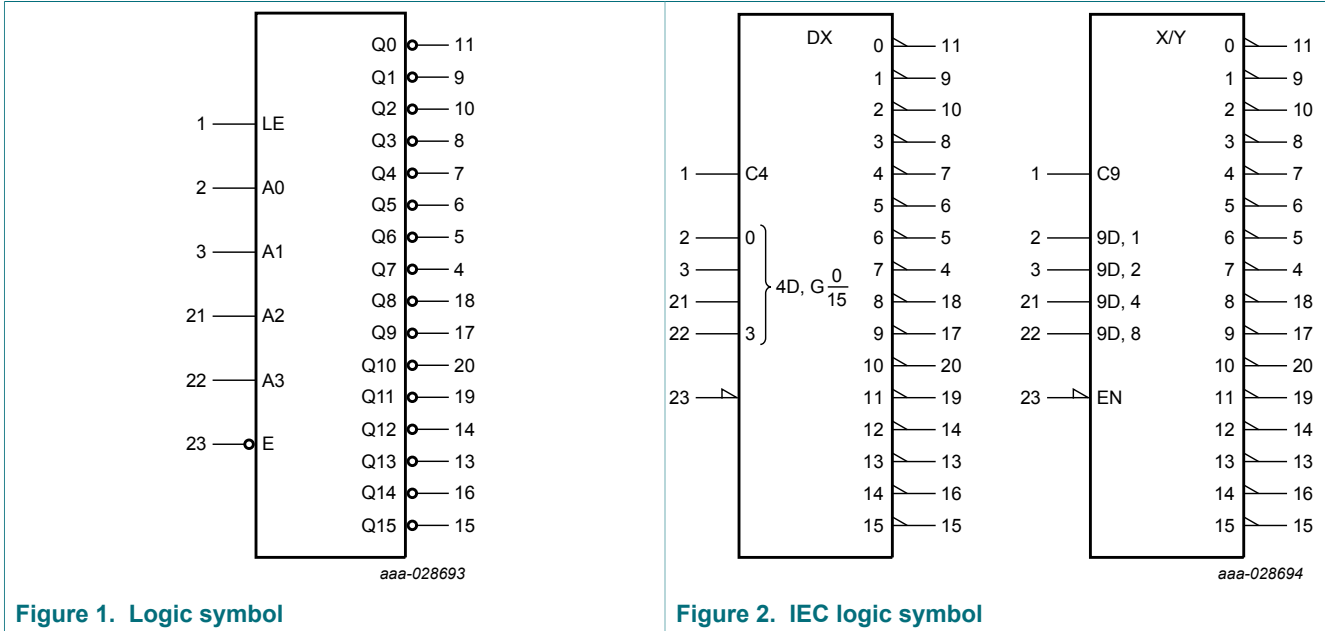 Q0 11
Q1 9
Q2 10
1 LE
Q3 8
Q4 7
2 A0
Q5 6
Q6 5
3 A1
Q7 4
Q8 18
21 A2
Q9 17
Q10 20
22 A3
Q11 19
Q12 14
23 E
Q13 13
Q14 16
Q15 15
aaa-028693
Figure 1. Logic symbol
DX
0 11
1 9
2 10
3 8
1 C4
4 7
5 6
2 0
6 5
3
7 4
4D, G 0
15
21
8 18
22 3
9 17
10 20
23
11 19
12 14
13 13
14 16
15 15
X/Y
0 11
1 9
2 10
3 8
1 C9
4 7
5 6
2 9D, 1
6 5
3 9D, 2
7 4
21 9D, 4
8 18
22 9D, 8
9 17
10 20
23 EN
11 19
12 14
13 13
14 16
15 15
aaa-028694
Figure 2. IEC logic symbol